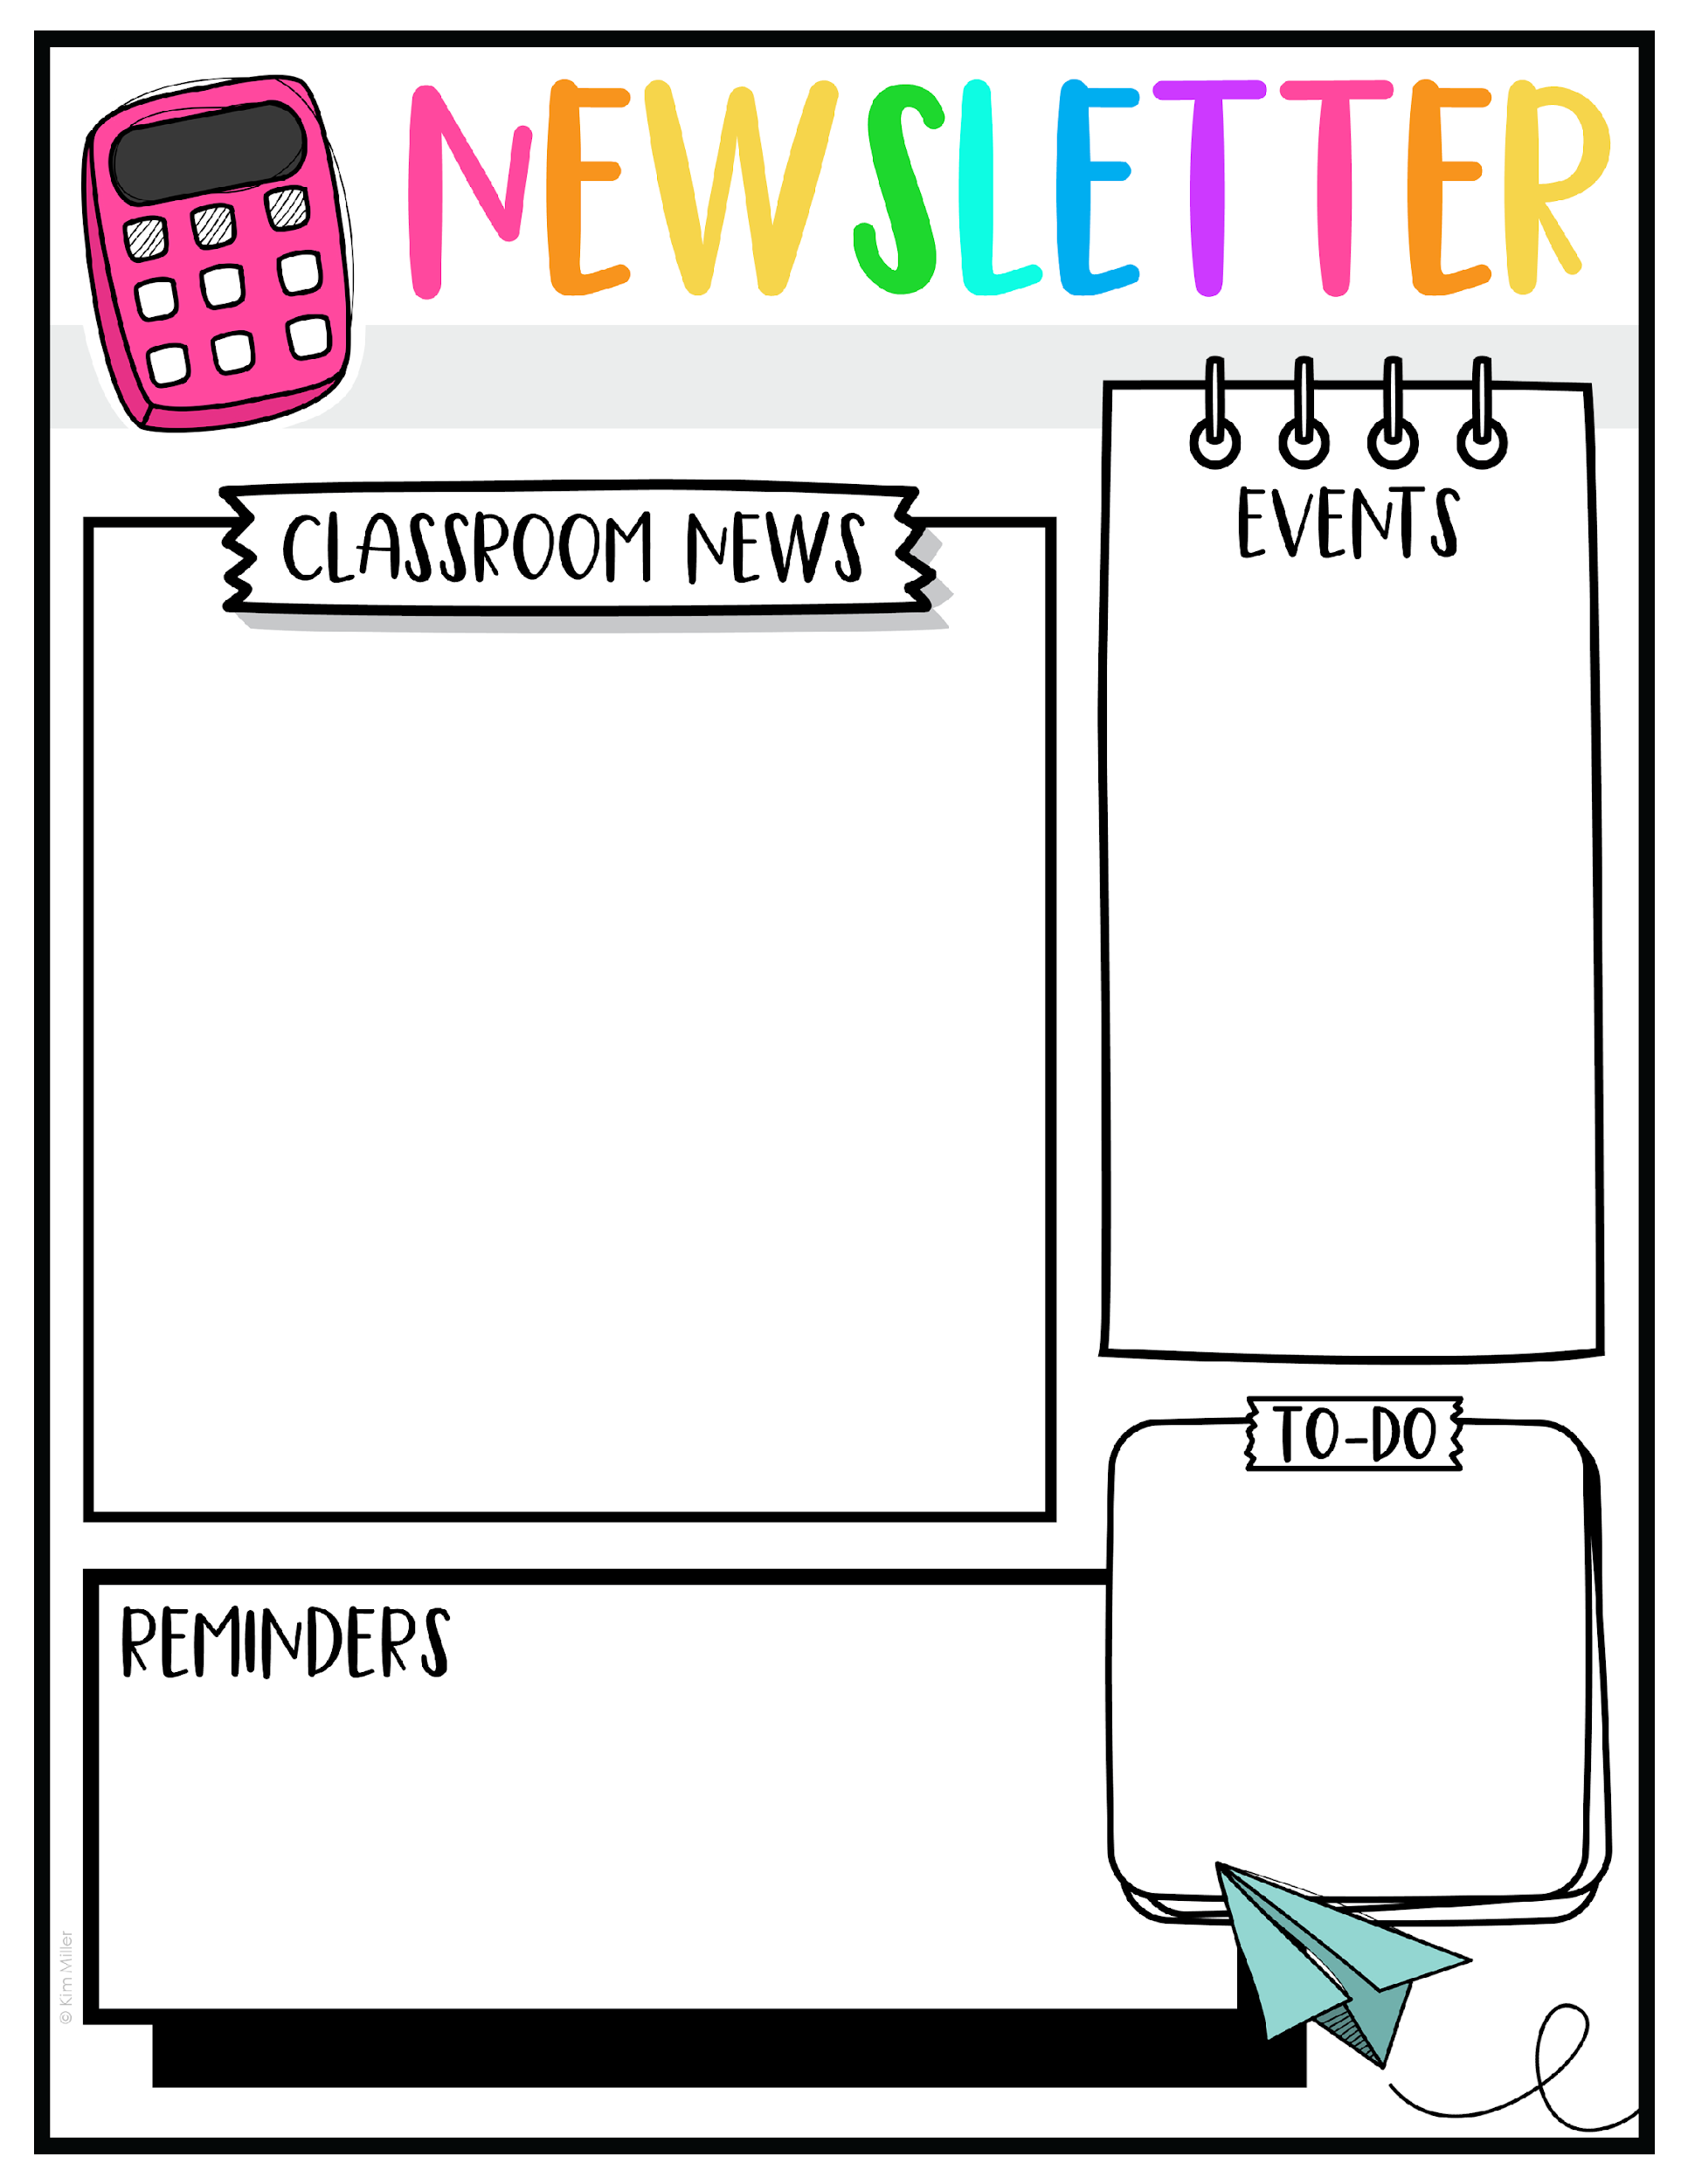 NEWSLETTER
CLASSROOM NEWS
EVENTS
TO-DO
REMINDERS
© Kim Miller